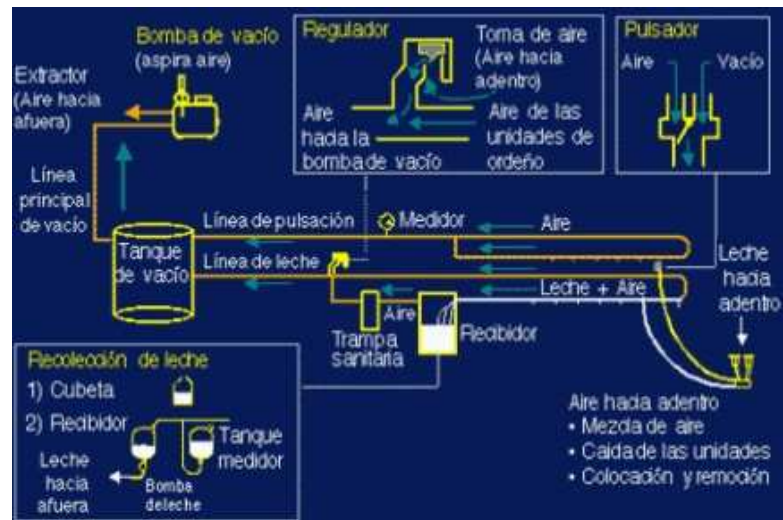 Bomba de vacío
(aspira aire)
Extractor
(Aire hacia
afuera)
Línea
principal
de vacío
Tanque
de vacío
Regulador
Toma de aire
(Aire hacia
adentro)
Aire
hacia la
bomba de vacío
Aire de las
unidades de
ordeño
Pulsador
Aire
Vacío
Línea de pulsación
Medidor
Aire
Línea de leche
Leche + Aire
Leche
hacia
adentro
Aire
Trampa
sanitaria
Recibidor
Recolección de leche
1) Cubeta
2) Recibidor
Tanque
medidor
Leche
hacia
afuera
Bomba
deleche
Aire hacia adentro
• Mezcla de aire
• Caida de las unidades
• Colocación y remoción